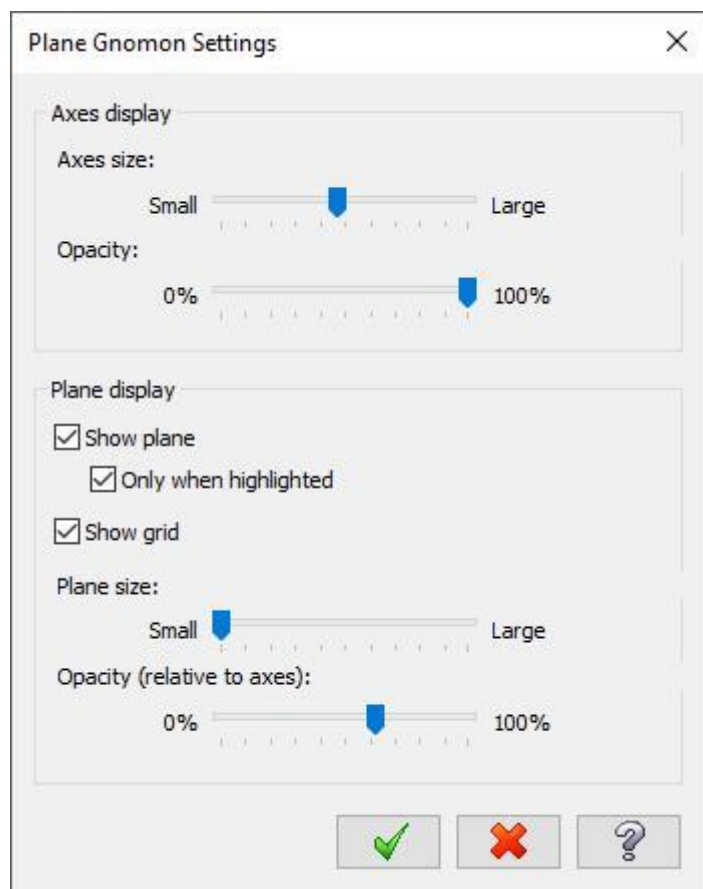 Plane Gnomon Settings
Axes display
Axes size:
Small Large
Opacity:
0% 100%
Plane display
Show plane
Only when highlighted
Show grid
Plane size:
Small Large
Opacity (relative to axes):
0% 100%